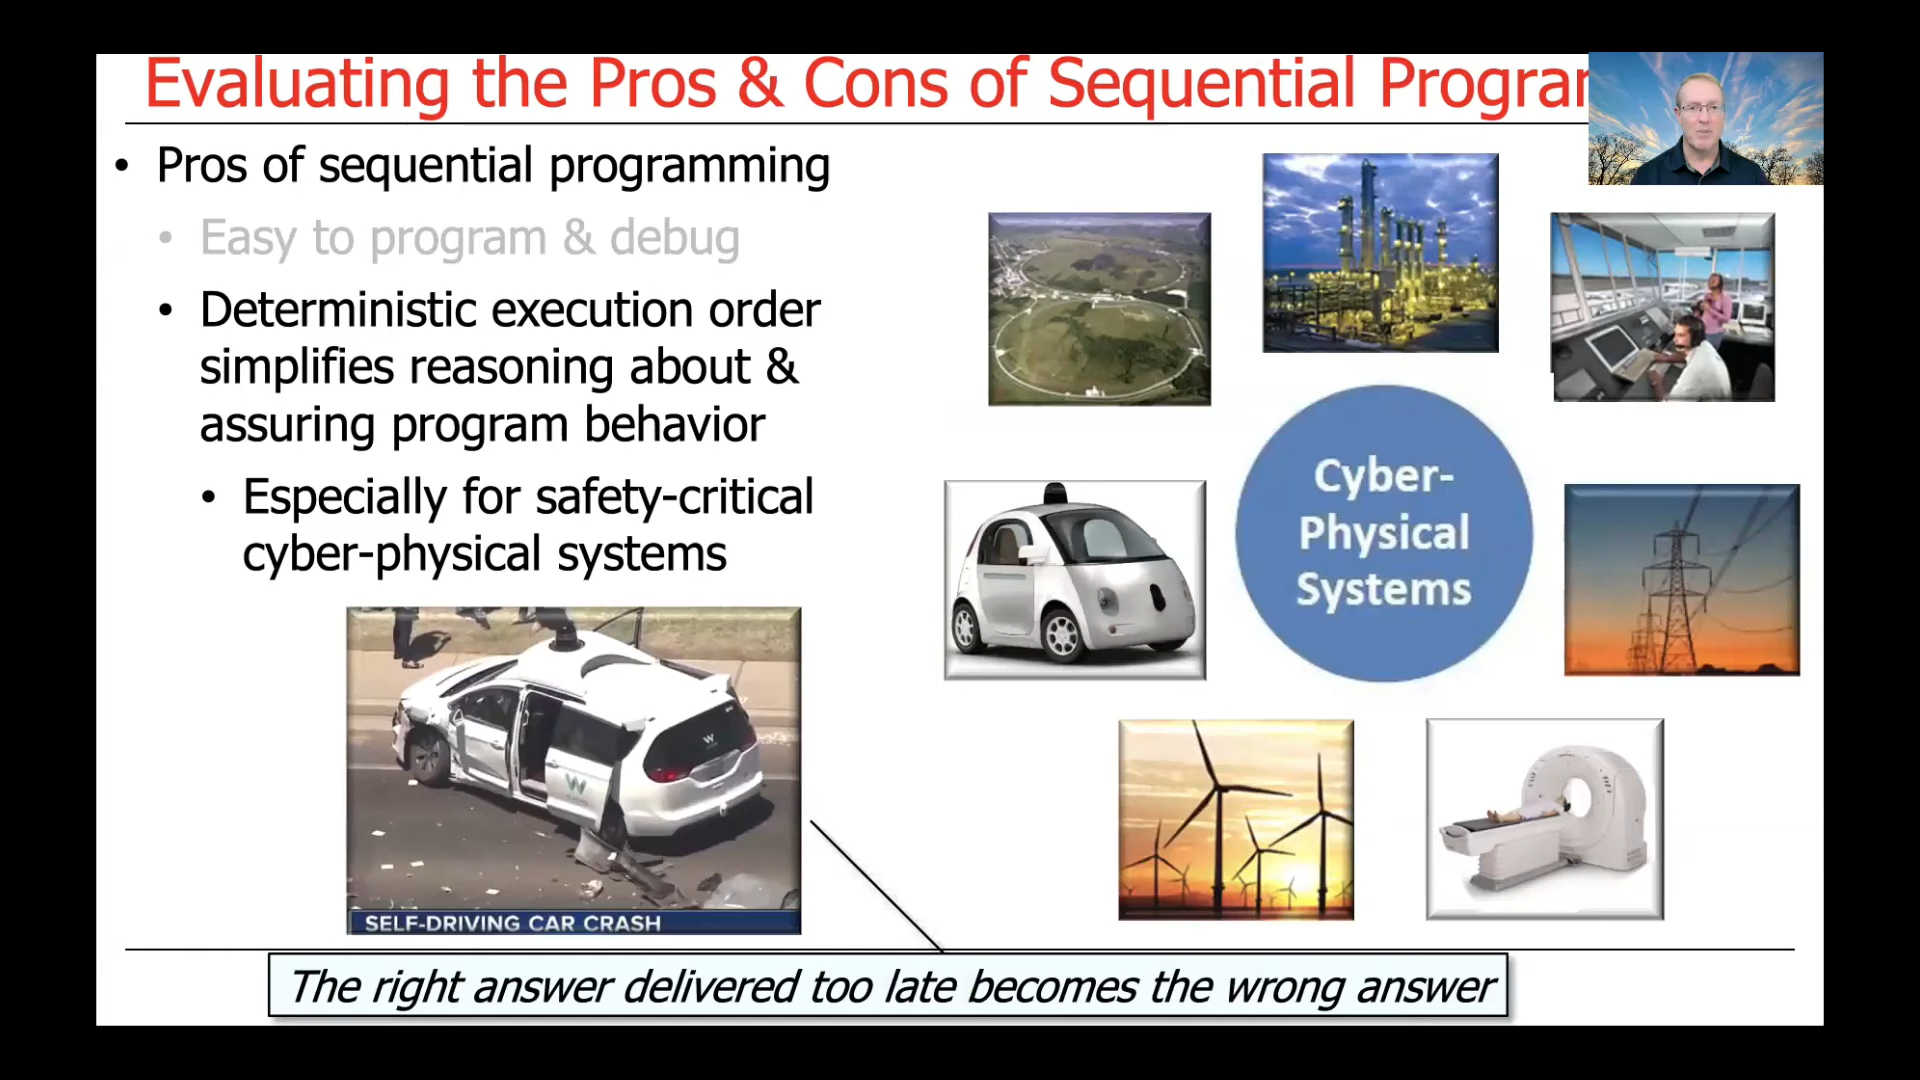 Evaluating the Pros & Cons of Sequential Progra
• Pros of sequential programming
• Easy to program & debug
• Deterministic execution order
simplifies reasoning about &
assuring program behavior
• Especially for safety-critical
cyber-physical systems
Cyber-
Physical
Systems
W
W
SELF-DRIVING CAR CRASH
The right answer delivered too late becomes the wrong answer